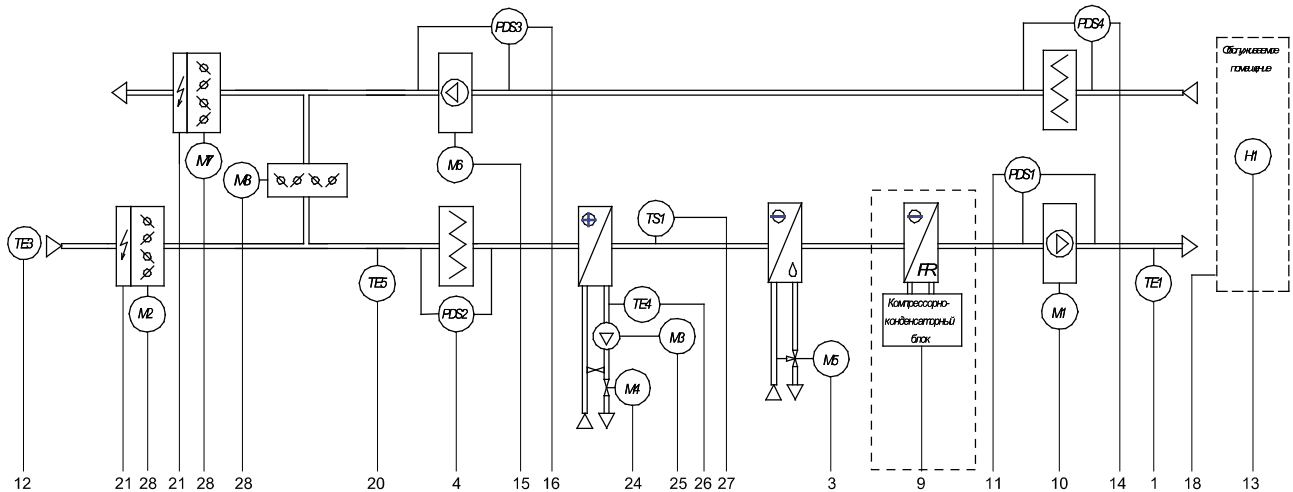 PDS3
PDS4
Обслуживаемое
помещение
M7
M8
M6
H1
PDS1
TE3
TS1
TE5
M2
PDS2
TE4
M3
FR
Компрессорно-
конденсаторный
блок
TE1
M1
M4
M5
12 21 28 21 28 28 20 4 15 16 24 25 26 27 3 9 11 10 14 1 18 13